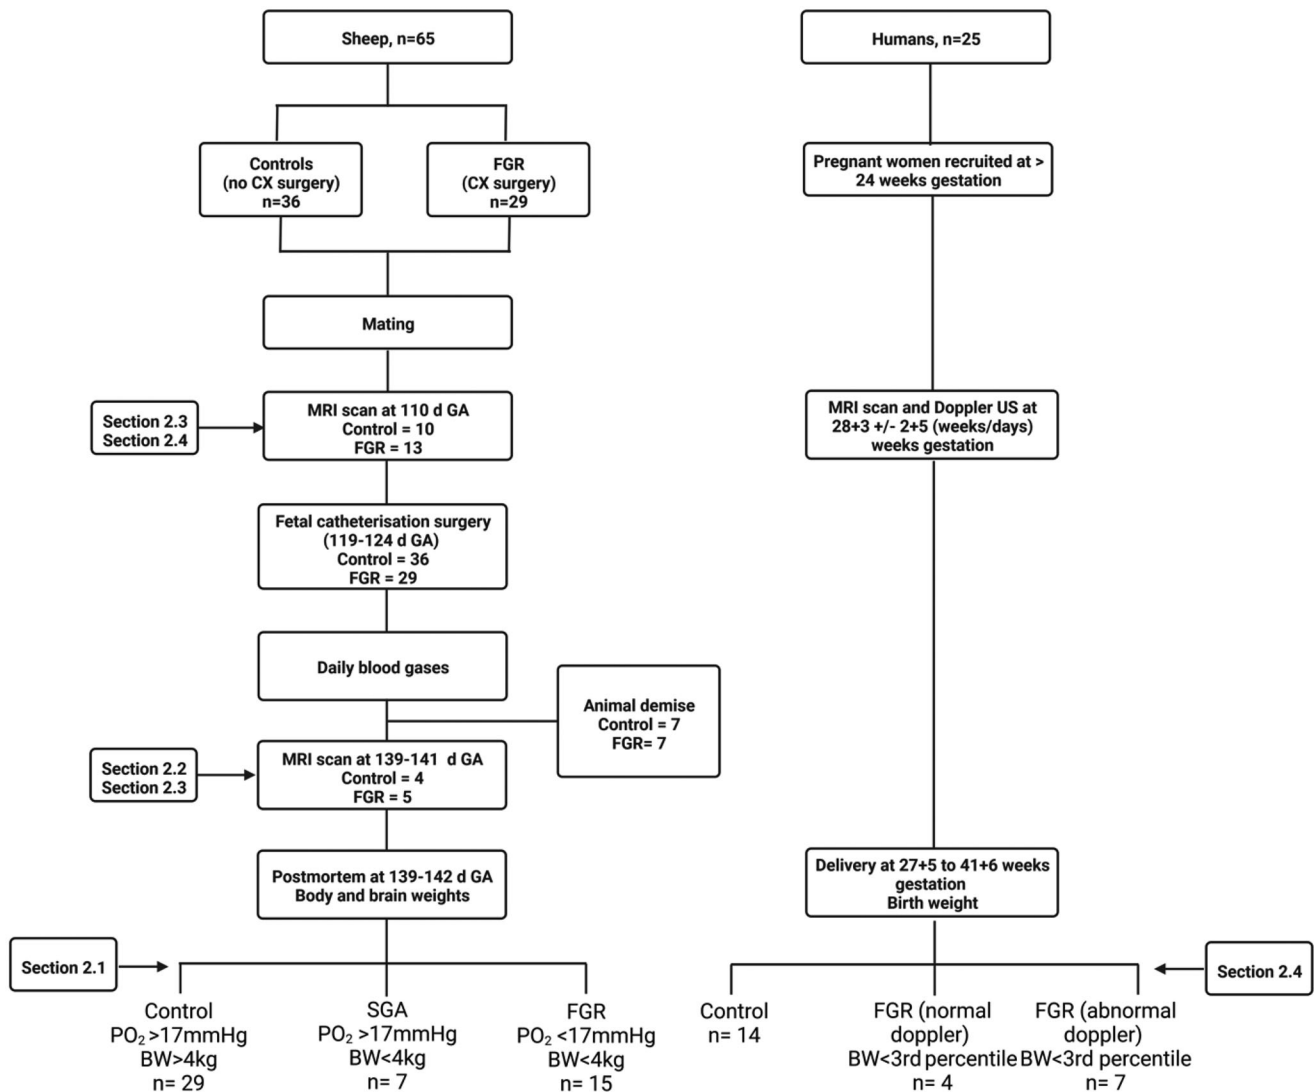 Sheep, n=65
Humans, n=25
Controls
(no CX surgery)
n=36
FGR
(CX surgery)
n=29
Pregnant women recruited at >
24 weeks gestation
Mating
Section 2.3
Section 2.4
MRI scan at 110 d GA
Control = 10
FGR = 13
MRI scan and Doppler US at
28+3 +/- 2+5 (weeks/days)
weeks gestation
Fetal catheterisation surgery
(119-124 d GA)
Control = 36
FGR = 29
Daily blood gases
Animal demise
Control = 7
FGR= 7
Section 2.2
Section 2.3
MRI scan at 139-141 d GA
Control = 4
FGR = 5
Postmortem at 139-142 d GA
Body and brain weights
Delivery at 27+5 to 41+6 weeks
gestation
Birth weight
Section 2.1
Section 2.4
Control
PO₂ >17mmHg
BW>4kg
n= 29
SGA
PO₂ >17mmHg
BW<4kg
n= 7
FGR
PO₂ <17mmHg
BW<4kg
n= 15
Control
n= 14
FGR (normal
doppler)
BW<3rd percentile
n= 4
FGR (abnormal
doppler)
BW<3rd percentile
n= 7